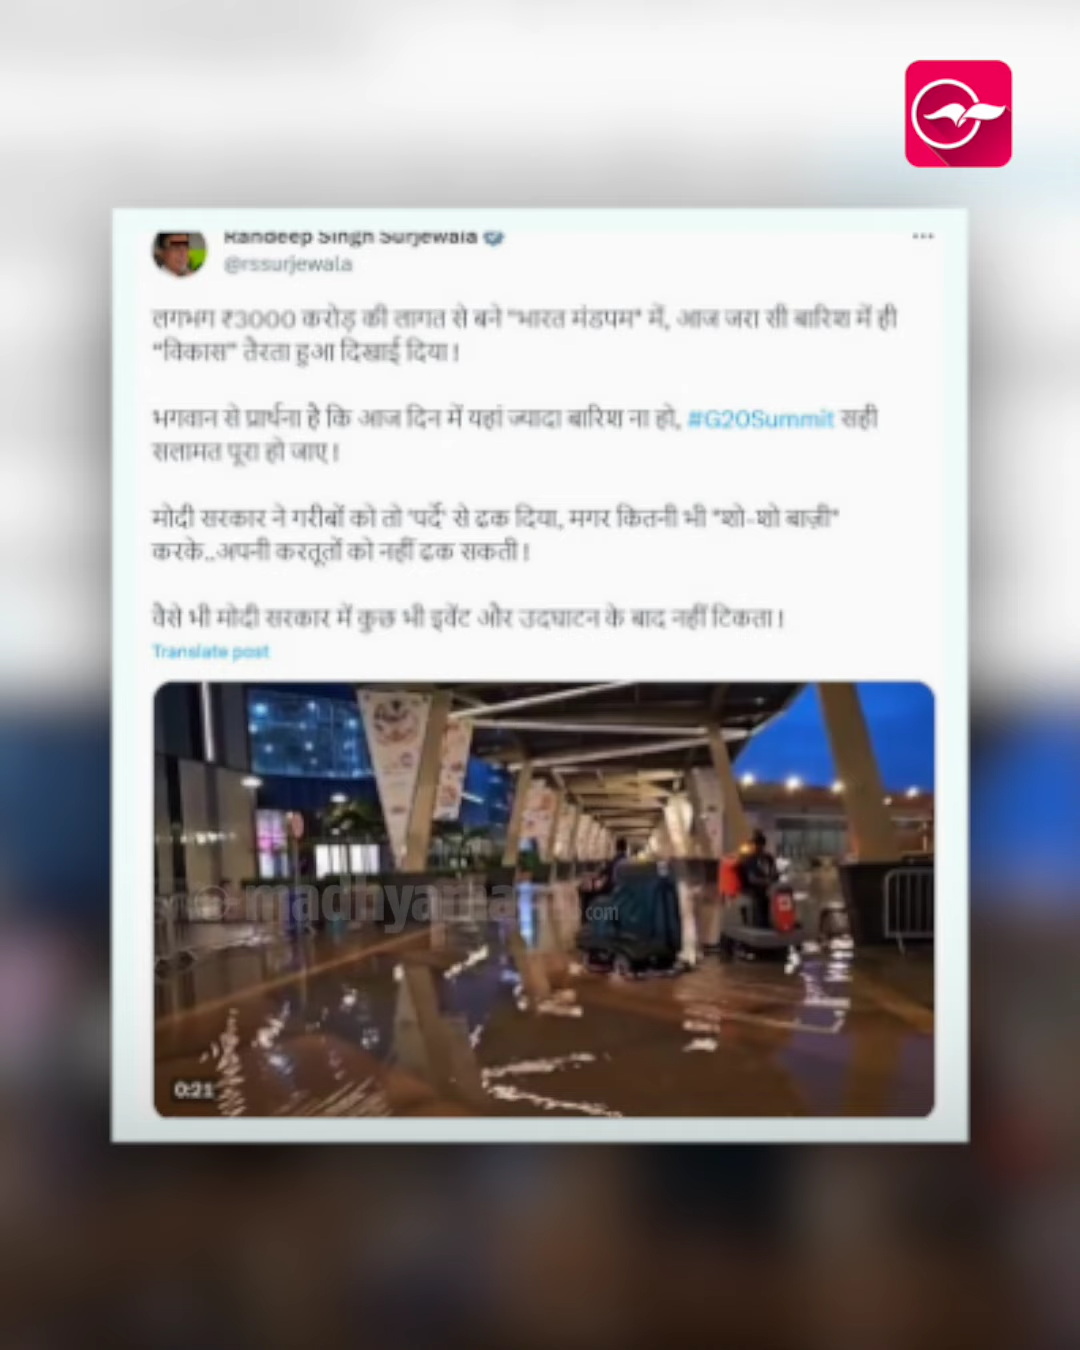 Randeep Singh Surjewala
@rssurjewala
लगभग ₹3000 करोड़ की लागत से बने "भारत मंडपम" में, आज जरा सी बारिश में ही
"विकास" तैरता हुआ दिखाई दिया !
भगवान से प्रार्थना है कि आज दिन में यहां ज्यादा बारिश ना हो, #G20Summit सही
सलामत पूरा हो जाए !
मोदी सरकार ने गरीबों को तो 'पर्दे' से ढक दिया, मगर कितनी भी "शो-शो बाज़ी"
करके..अपनी करतूतों को नहीं ढक सकती !
वैसे भी मोदी सरकार में कुछ भी इवेंट और उदघाटन के बाद नहीं टिकता !
Translate post
.com
0:21